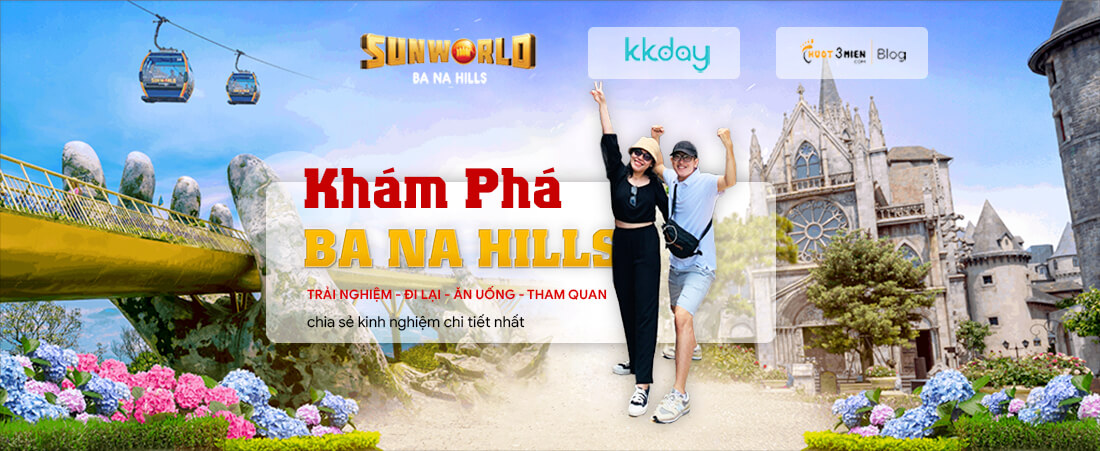 SUNWORLD
BA NA HILLS
kkday
PHUOT3MIEN
.COM
Blog
Khám Phá
BA NA HILLS
TRẢI NGHIỆM - ĐI LẠI - ĂN UỐNG - THAM QUAN
chia sẻ kinh nghiệm chi tiết nhất